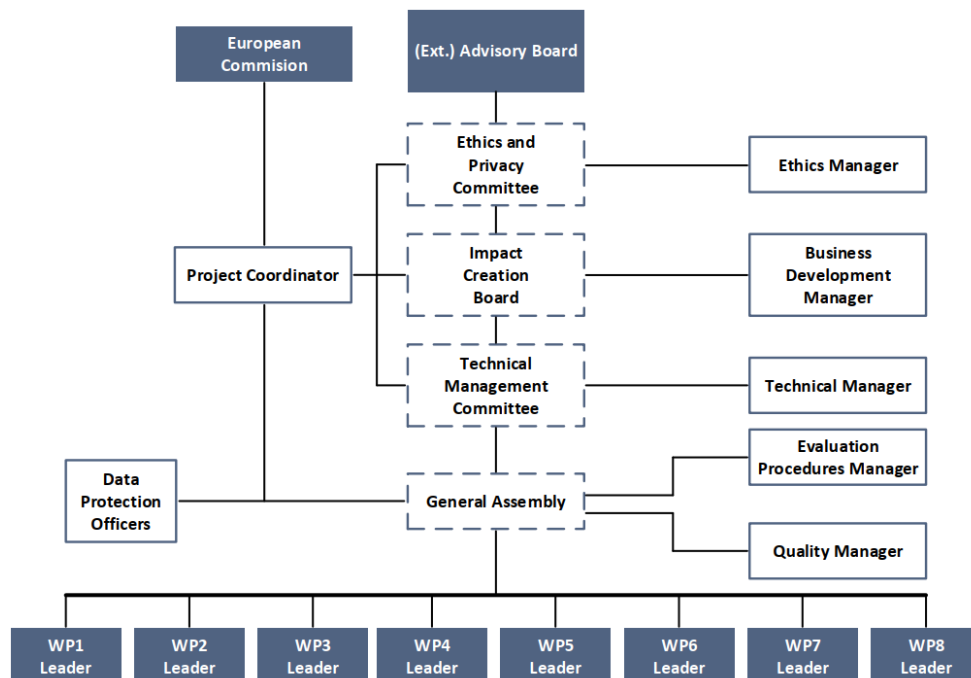 European
Commision
(Ext.) Advisory Board
Ethics and
Privacy
Committee
Ethics Manager
Project Coordinator
Impact
Creation
Board
Business
Development
Manager
Technical
Management
Committee
Technical Manager
Evaluation
Procedures Manager
Data
Protection
Officers
General Assembly
Quality Manager
WP1
Leader
WP2
Leader
WP3
Leader
WP4
Leader
WP5
Leader
WP6
Leader
WP7
Leader
WP8
Leader